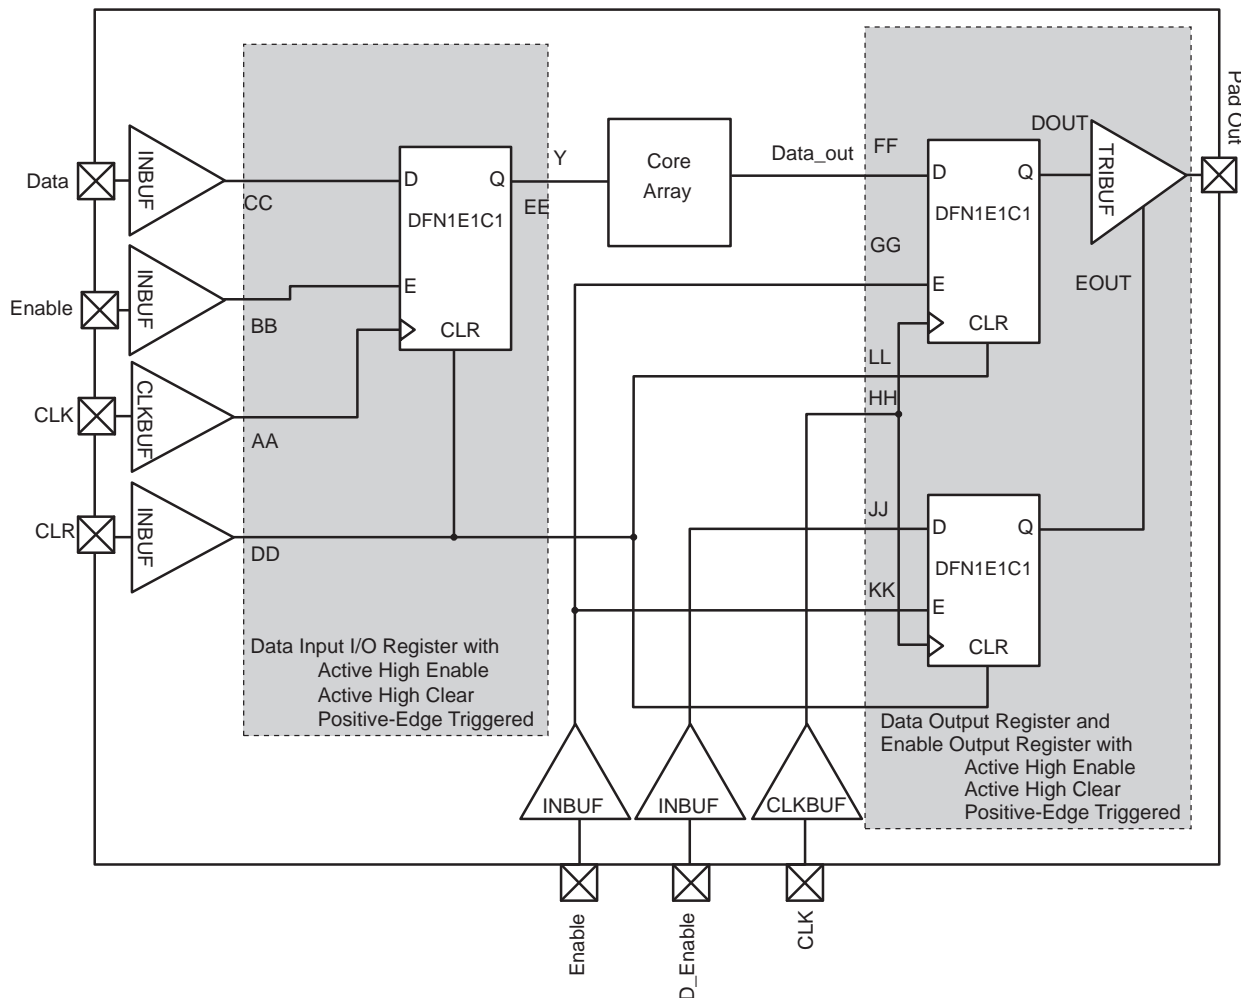 Data
INBUF
CC
D
Q
DFN1E1C1
E
CLR
Y
EE
Core
Array
Data_out
FF
D
Q
DFN1E1C1
GG
E
CLR
DOUT
TRIBUF
EOUT
Pad Out
Enable
INBUF
BB
CLK
CLKBUF
AA
CLR
INBUF
DD
LL
HH
JJ
D
Q
DFN1E1C1
KK
E
CLR
Data Input I/O Register with
Active High Enable
Active High Clear
Positive-Edge Triggered
Data Output Register and
Enable Output Register with
Active High Enable
Active High Clear
Positive-Edge Triggered
INBUF
INBUF
CLKBUF
Enable
D_Enable
CLK